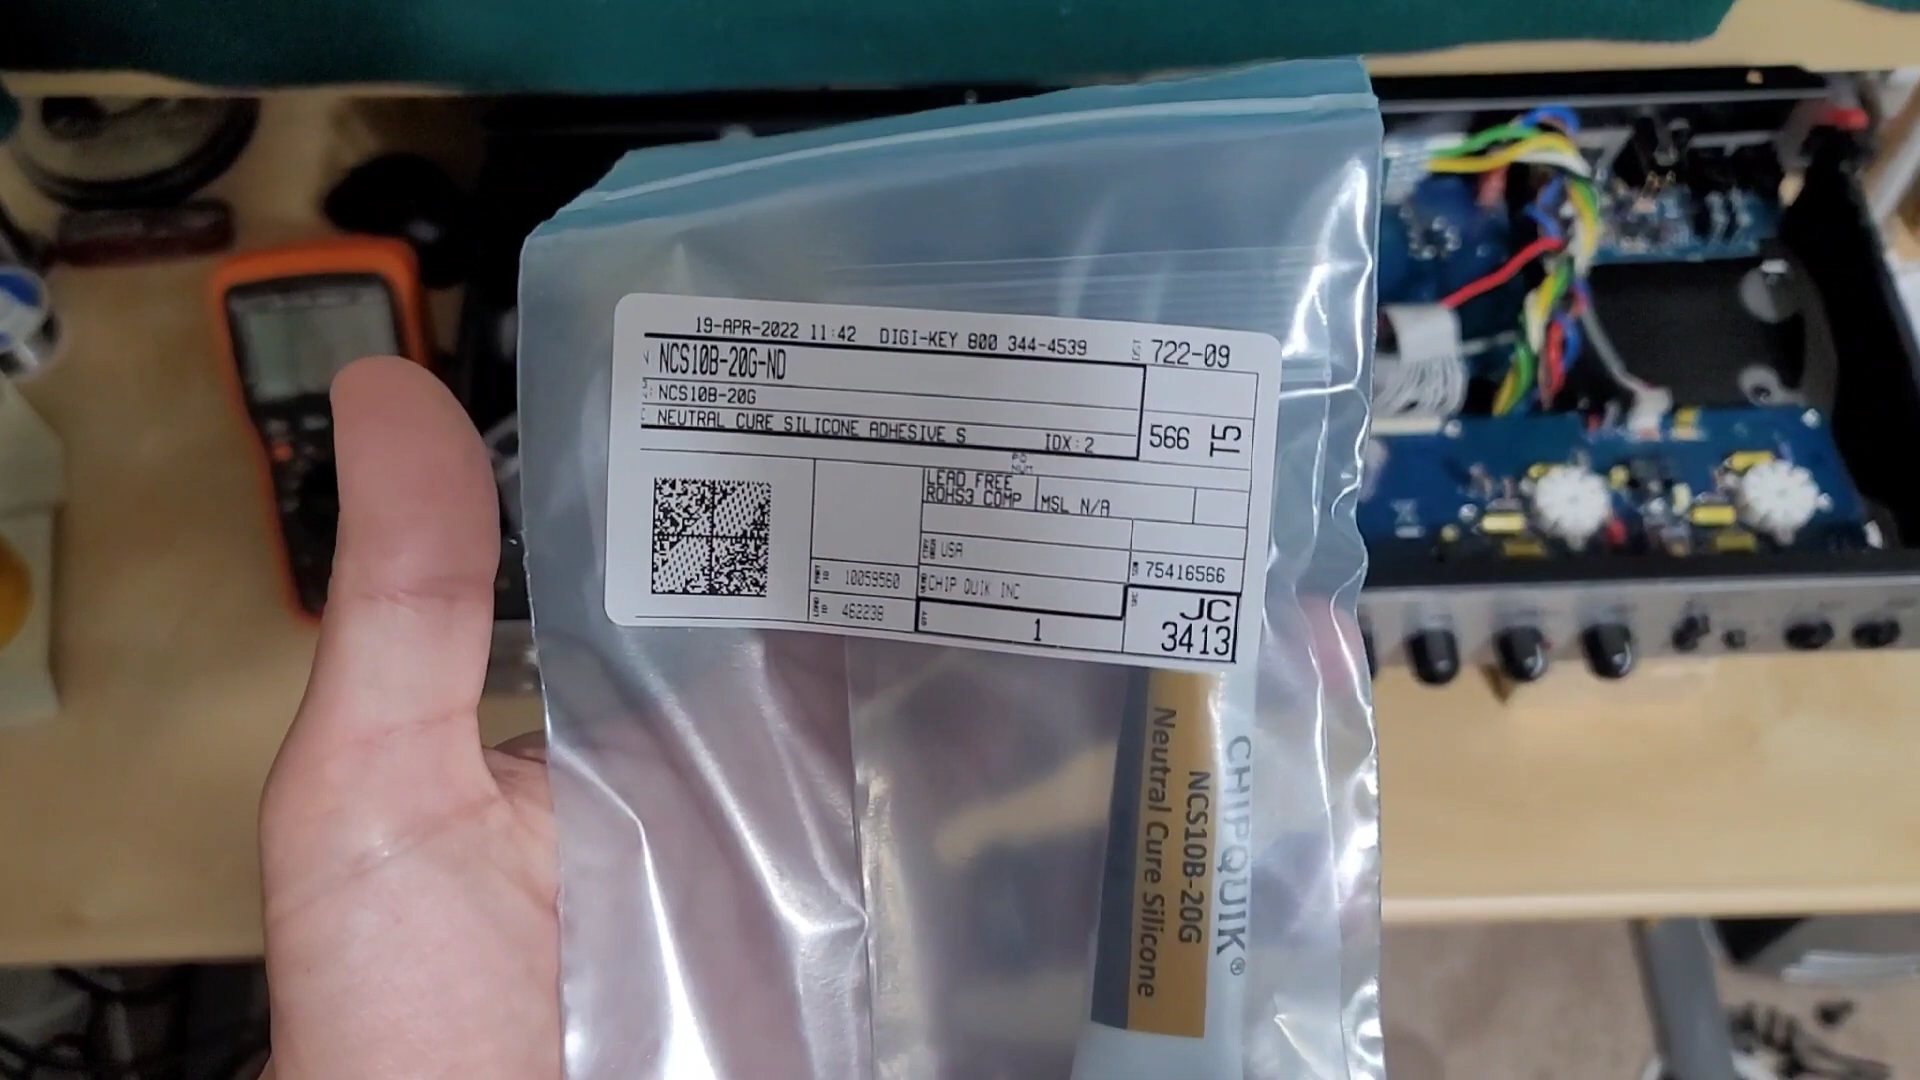 19-APR-2022 11:42 DIGI-KEY 800 344-4539
722-09
NCS10B-20G-ND
NCS10B-20G
NEUTRAL CURE SILICONE ADHESIVE S IDX:2
566 T5
PO NUM
LEAD FREE
ROHS3 COMP
MSL N/A
USA
75416566
10059560
CHIP QUIK INC
462238
1
JC
3413
CHIPQUIK®
NCS10B-20G
Neutral Cure Silicone